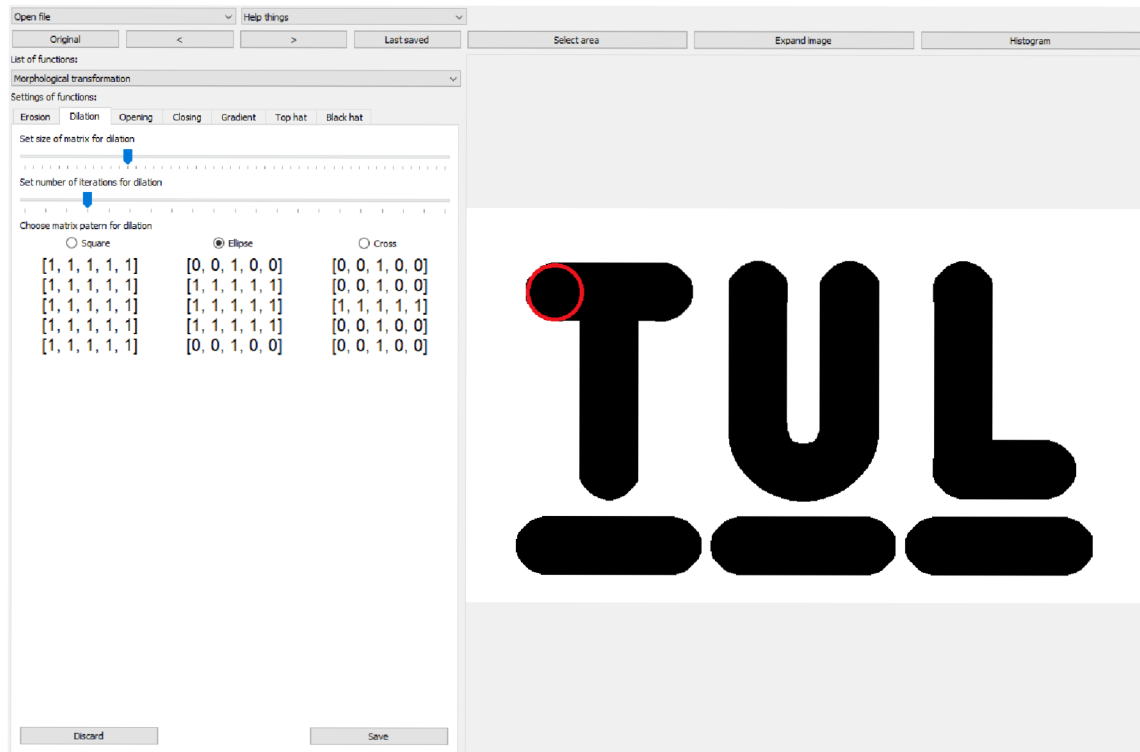 Open file Help things
Original < > Last saved Select area Expand image Histogram
List of functions:
Morphological transformation
Settings of functions:
Erosion Dilation Opening Closing Gradient Top hat Black hat
Set size of matrix for dilation
Set number of iterations for dilation
Choose matrix patern for dilation
Square Ellipse Cross
[1, 1, 1, 1, 1] [0, 0, 1, 0, 0] [0, 0, 1, 0, 0]
[1, 1, 1, 1, 1] [1, 1, 1, 1, 1] [0, 0, 1, 0, 0]
[1, 1, 1, 1, 1] [1, 1, 1, 1, 1] [1, 1, 1, 1, 1]
[1, 1, 1, 1, 1] [1, 1, 1, 1, 1] [0, 0, 1, 0, 0]
[1, 1, 1, 1, 1] [0, 0, 1, 0, 0] [0, 0, 1, 0, 0]
TUL
Discard Save